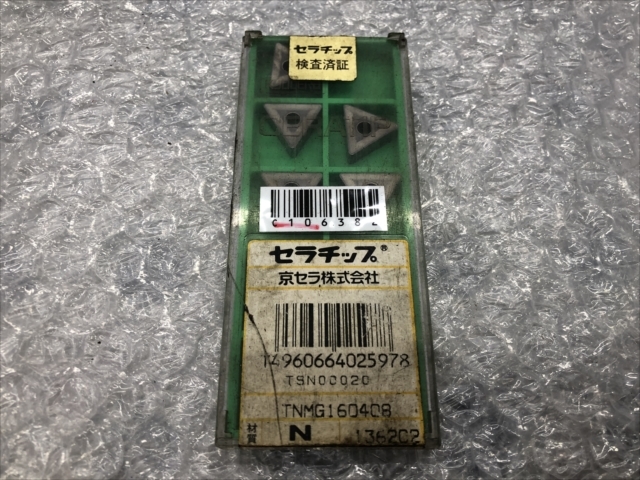 セラチップ
検査済証
C106382
セラチップ®
京セラ株式会社
T4960664025978
TSN00020
TNMG160408
材質 N 136202